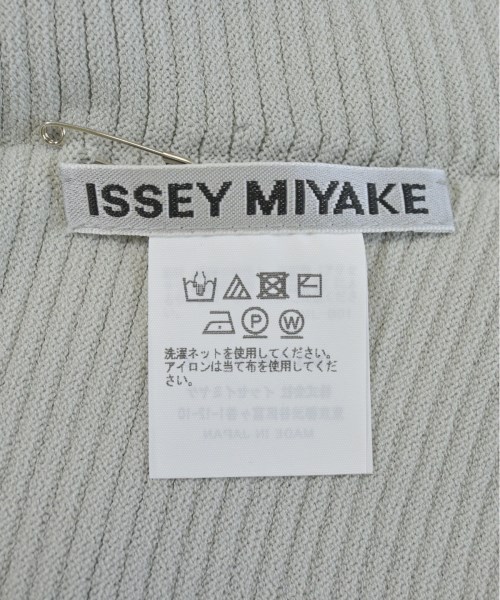 ISSEY MIYAKE
P W
洗濯ネットを使用してください。
アイロンは当て布を使用してくだ
さい。